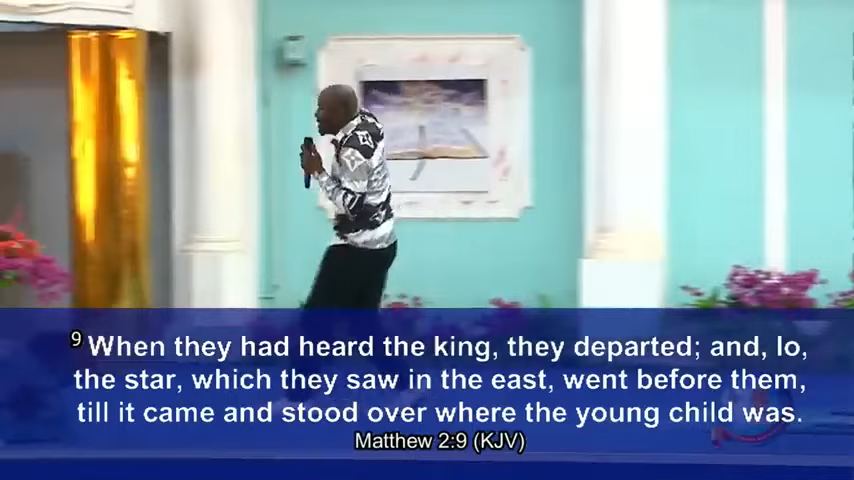 9 When they had heard the king, they departed; and, lo,
the star, which they saw in the east, went before them,
till it came and stood over where the young child was.
Matthew 2:9 (KJV)